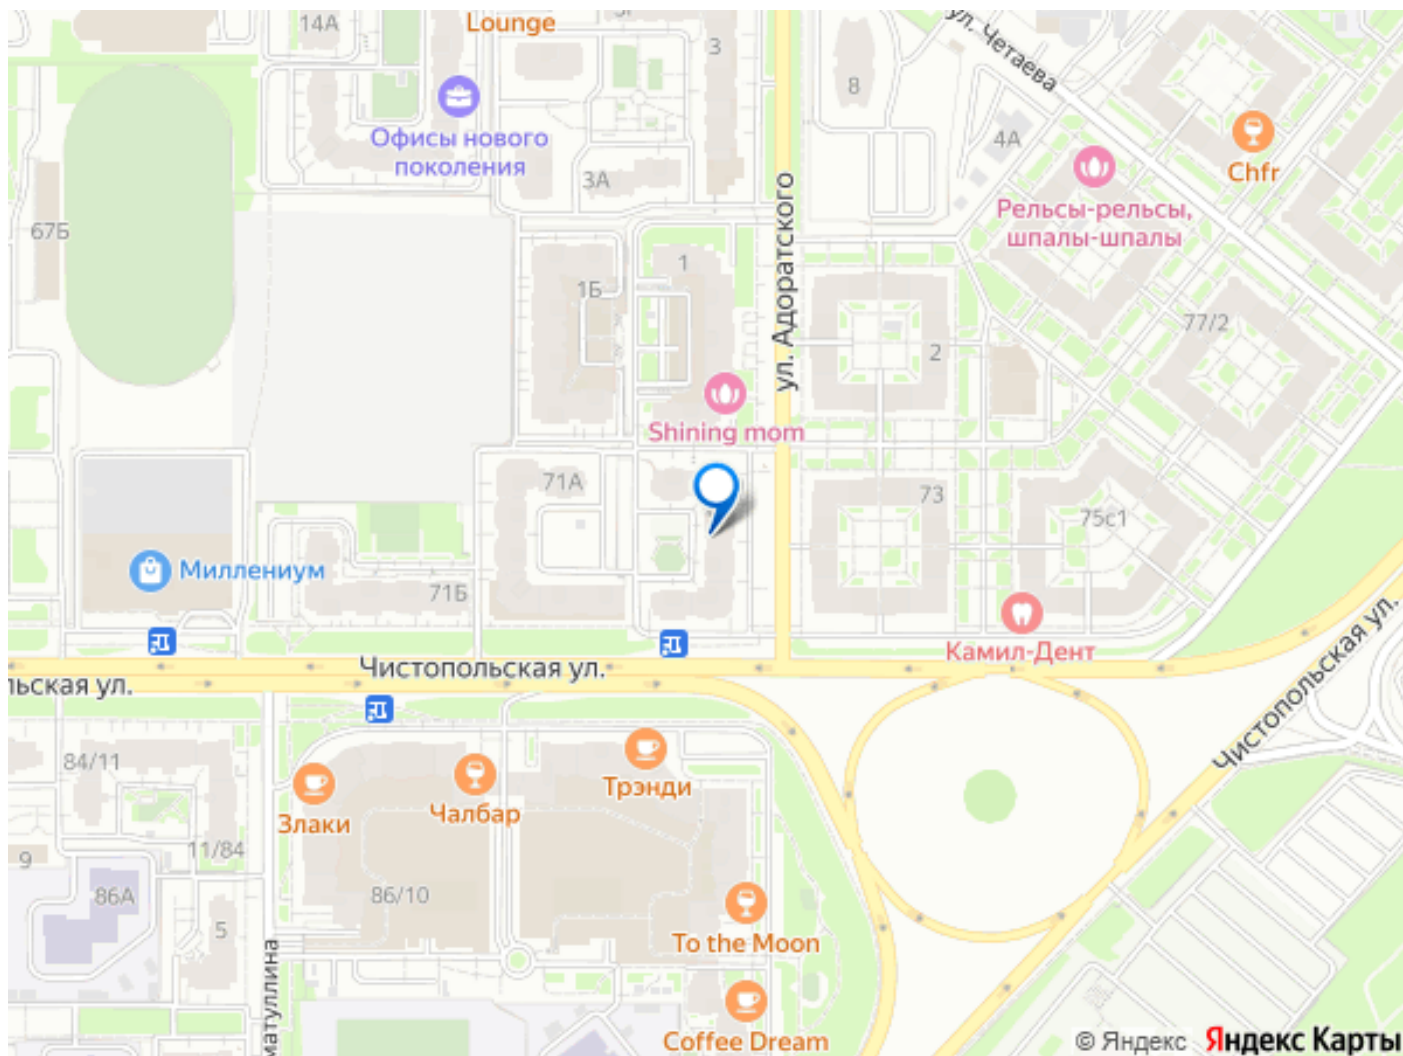 14А
Lounge
3
ул. Четаева
8
4А
Офисы нового
поколения
3А
Chfr
Рельсы-рельсы,
шпалы-шпалы
67Б
ул. Адоратского
1
1Б
77/2
2
Shining mom
71А
73
75с1
Миллениум
71Б
Камил-Дент
Чистопольская ул.
льская ул.
Чистопольская ул.
84/11
Трэнди
Чалбар
Злаки
11/84
9
86А
86/10
5
To the Moon
иатуллина
Coffee Dream
© Яндекс Яндекс Карты